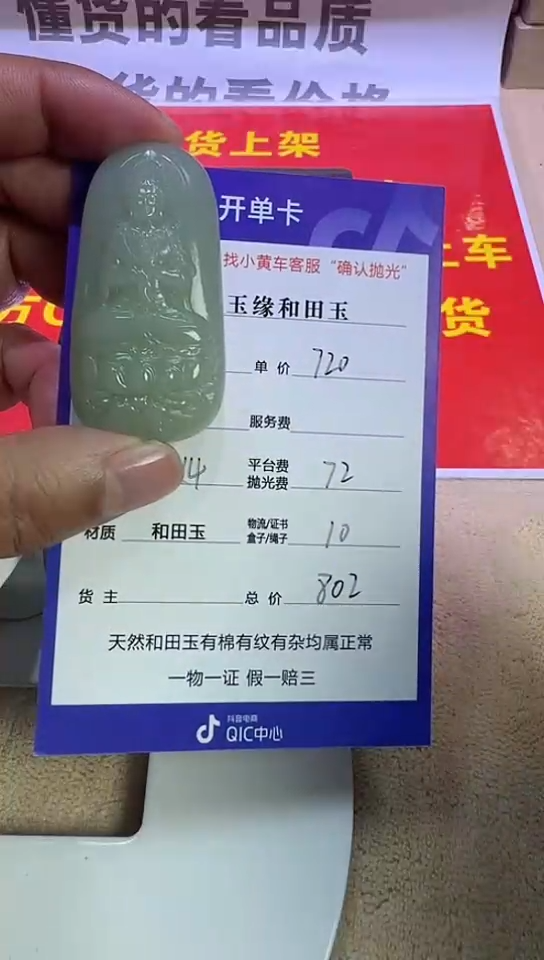 懂货的看品质
货的看价格
货上架
上车
货
开单卡
找小黄车客服“确认抛光”
玉缘和田玉
单价 720
服务费
14 平台费 抛光费 72
材质 和田玉 物流/证书 盒子/绳子 10
货主 总价 802
天然和田玉有棉有纹有杂均属正常
一物一证 假一赔三
抖音电商
QIC中心